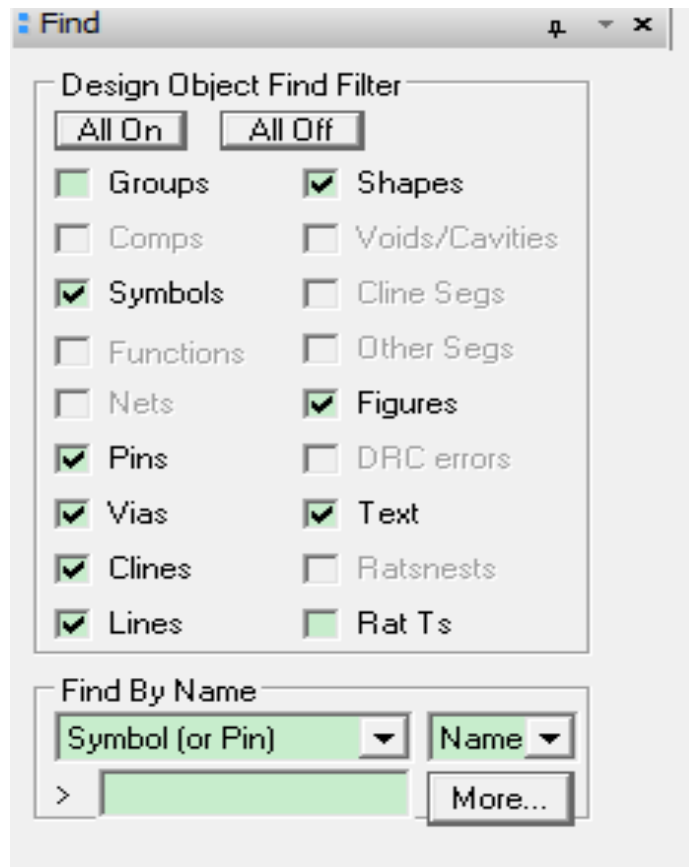 Find
Design Object Find Filter
All On All Off
Groups Shapes
Comps Voids/Cavities
Symbols Cline Segs
Functions Other Segs
Nets Figures
Pins DRC errors
Vias Text
Clines Ratsnests
Lines Rat Ts
Find By Name
Symbol (or Pin) Name
> More...